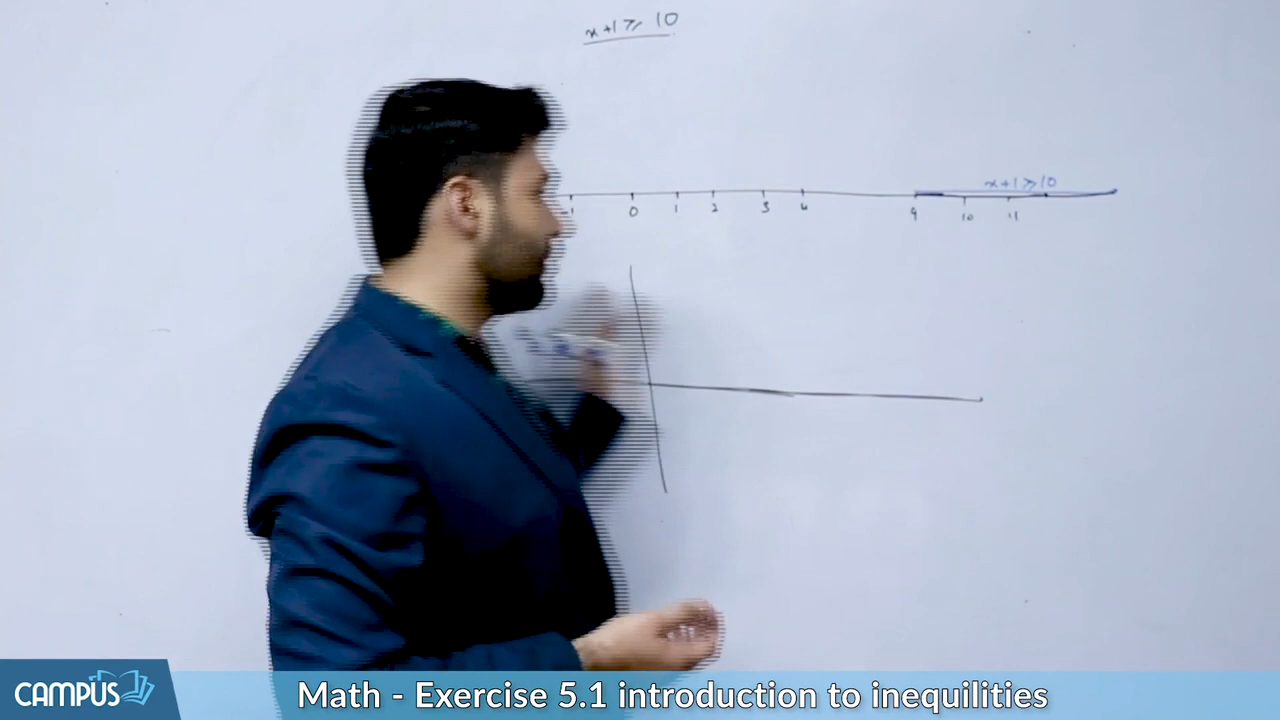 x+1 ≥ 10
x+1 ≥ 10
-1 0 1 2 3 4 9 10 11
CAMPUS
Math - Exercise 5.1 introduction to inequilities